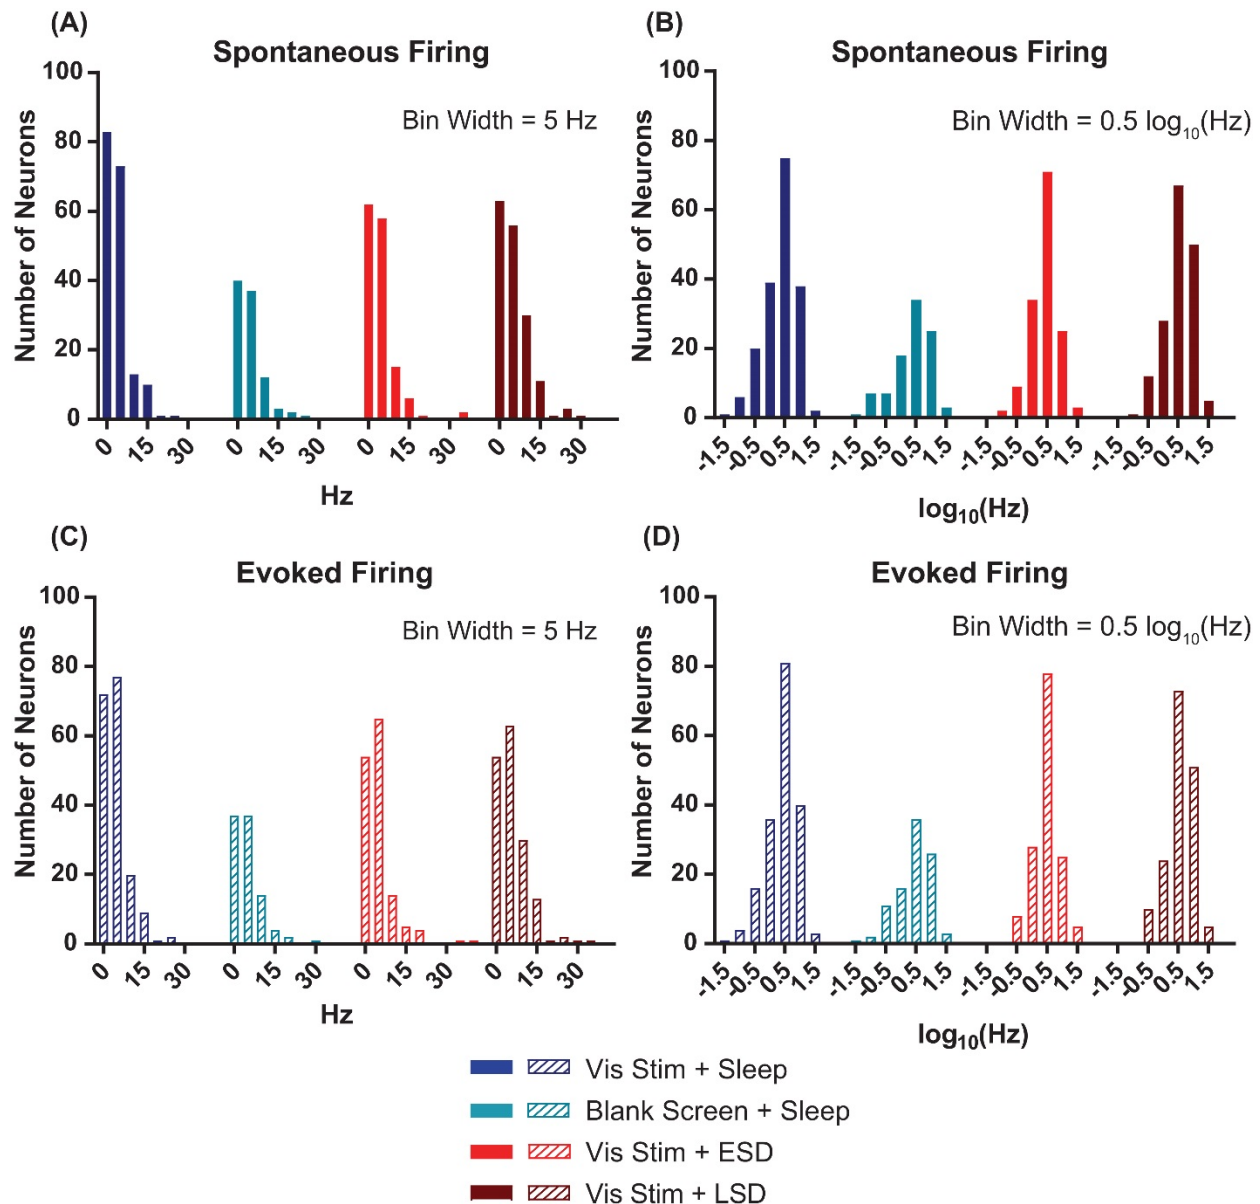 (A)
Spontaneous Firing
Bin Width = 5 Hz
Number of Neurons
100
80
60
40
20
0
0 15 30 0 15 30 0 15 30 0 15 30
Hz
(B)
Spontaneous Firing
Bin Width = 0.5 log10(Hz)
Number of Neurons
100
80
60
40
20
0
-1.5 -0.5 0.5 1.5 -1.5 -0.5 0.5 1.5 -1.5 -0.5 0.5 1.5 -1.5 -0.5 0.5 1.5
log10(Hz)
(C)
Evoked Firing
Bin Width = 5 Hz
Number of Neurons
100
80
60
40
20
0
0 15 30 0 15 30 0 15 30 0 15 30
Hz
(D)
Evoked Firing
Bin Width = 0.5 log10(Hz)
Number of Neurons
100
80
60
40
20
0
-1.5 -0.5 0.5 1.5 -1.5 -0.5 0.5 1.5 -1.5 -0.5 0.5 1.5 -1.5 -0.5 0.5 1.5
log10(Hz)
Vis Stim + Sleep
Blank Screen + Sleep
Vis Stim + ESD
Vis Stim + LSD